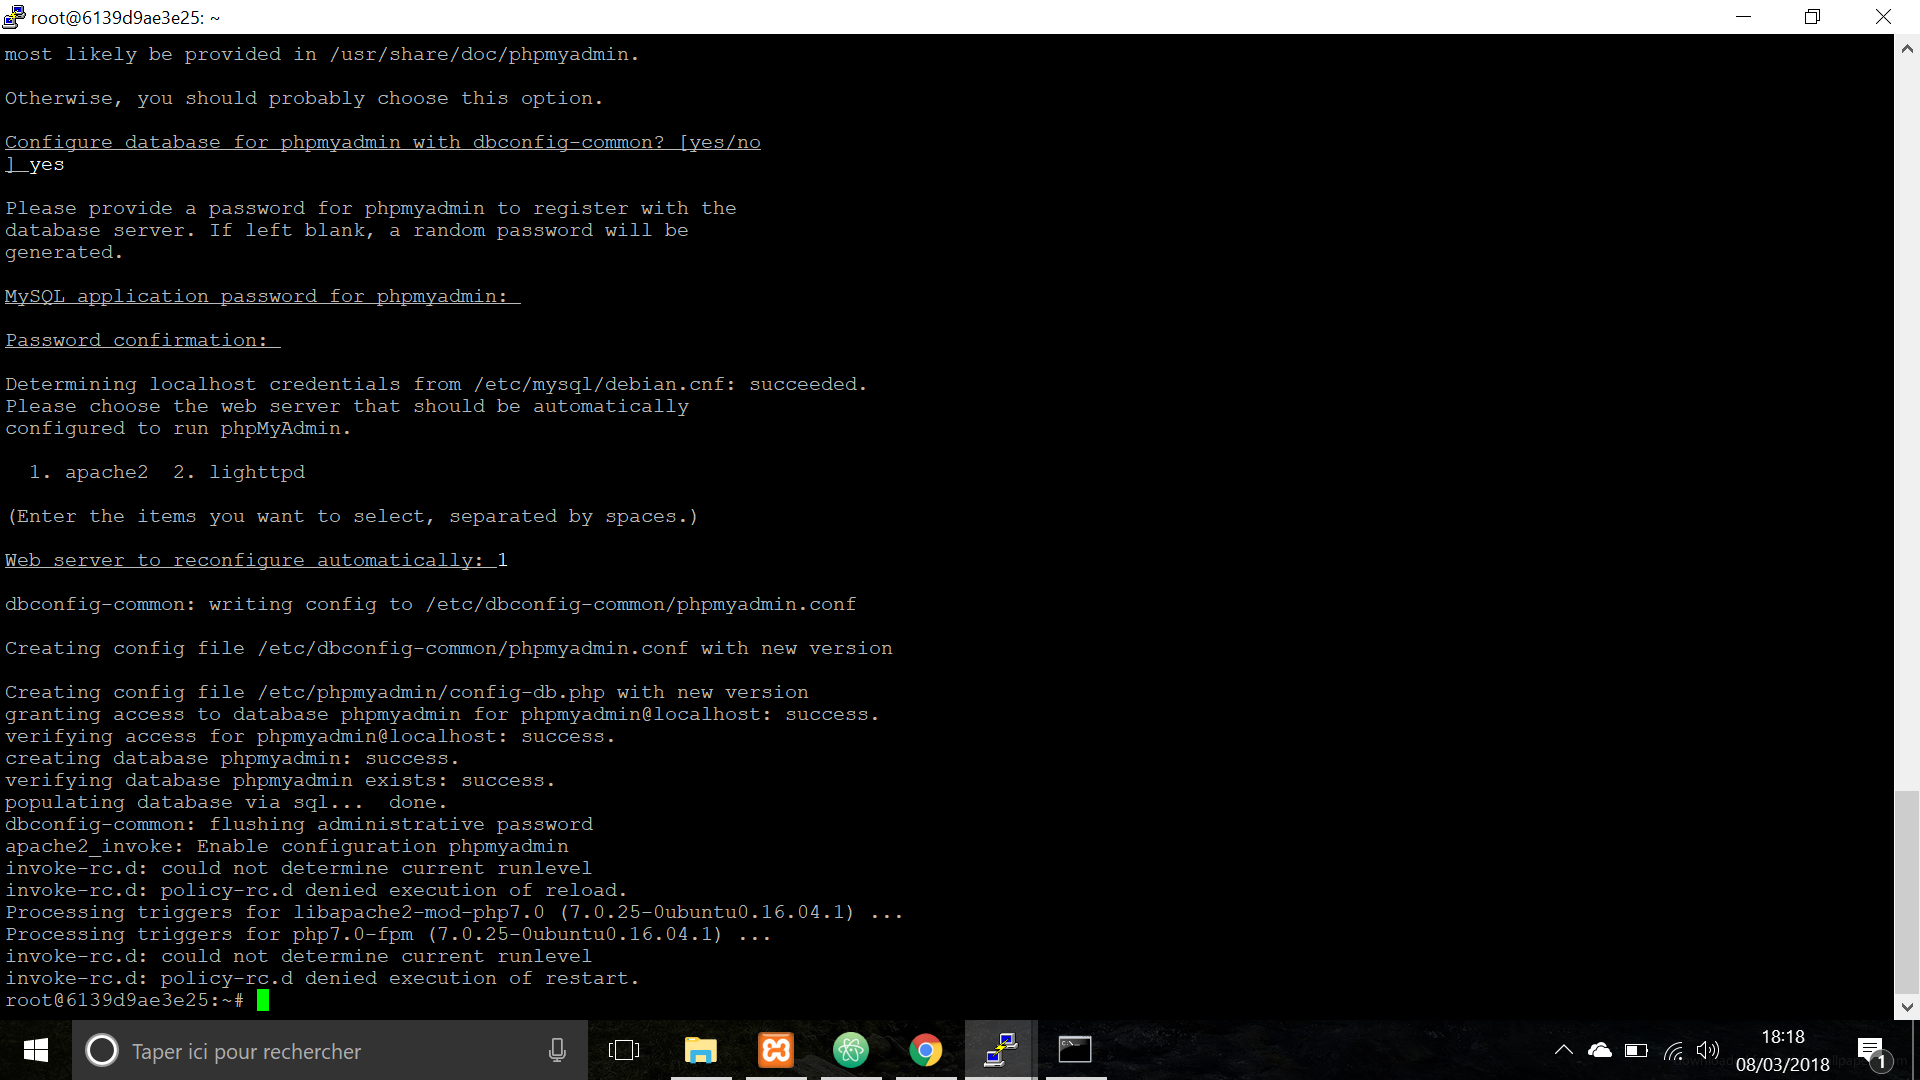 root@6139d9ae3e25: ~
most likely be provided in /usr/share/doc/phpmyadmin.
Otherwise, you should probably choose this option.
Configure database for phpmyadmin with dbconfig-common? [yes/no
] yes
Please provide a password for phpmyadmin to register with the
database server. If left blank, a random password will be
generated.
MySQL application password for phpmyadmin:
Password confirmation:
Determining localhost credentials from /etc/mysql/debian.cnf: succeeded.
Please choose the web server that should be automatically
configured to run phpMyAdmin.
1. apache2  2. lighttpd
(Enter the items you want to select, separated by spaces.)
Web server to reconfigure automatically: 1
dbconfig-common: writing config to /etc/dbconfig-common/phpmyadmin.conf
Creating config file /etc/dbconfig-common/phpmyadmin.conf with new version
Creating config file /etc/phpmyadmin/config-db.php with new version
granting access to database phpmyadmin for phpmyadmin@localhost: success.
verifying access for phpmyadmin@localhost: success.
creating database phpmyadmin: success.
verifying database phpmyadmin exists: success.
populating database via sql...  done.
dbconfig-common: flushing administrative password
apache2_invoke: Enable configuration phpmyadmin
invoke-rc.d: could not determine current runlevel
invoke-rc.d: policy-rc.d denied execution of reload.
Processing triggers for libapache2-mod-php7.0 (7.0.25-0ubuntu0.16.04.1) ...
Processing triggers for php7.0-fpm (7.0.25-0ubuntu0.16.04.1) ...
invoke-rc.d: could not determine current runlevel
invoke-rc.d: policy-rc.d denied execution of restart.
root@6139d9ae3e25:~#
Taper ici pour rechercher
18:18
08/03/2018
1